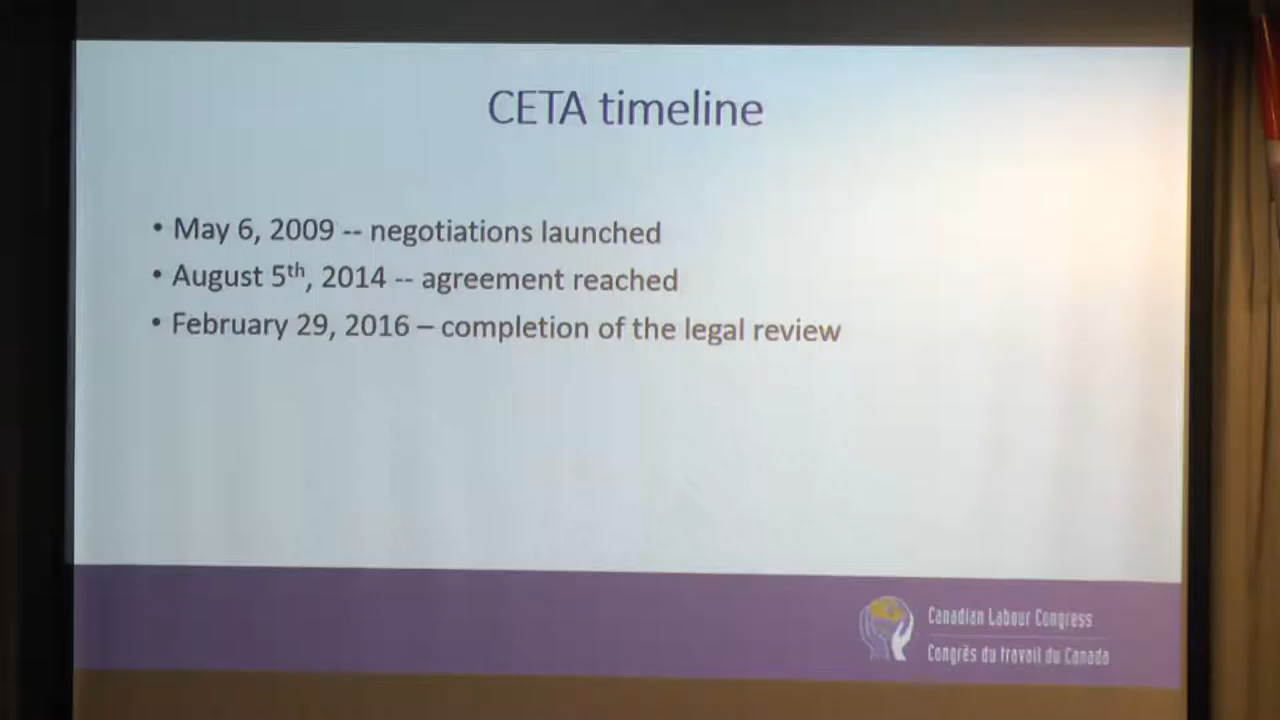 CETA timeline
• May 6, 2009 -- negotiations launched
• August 5th, 2014 -- agreement reached
• February 29, 2016 – completion of the legal review
Canadian Labour Congress
Congrès du travail du Canada